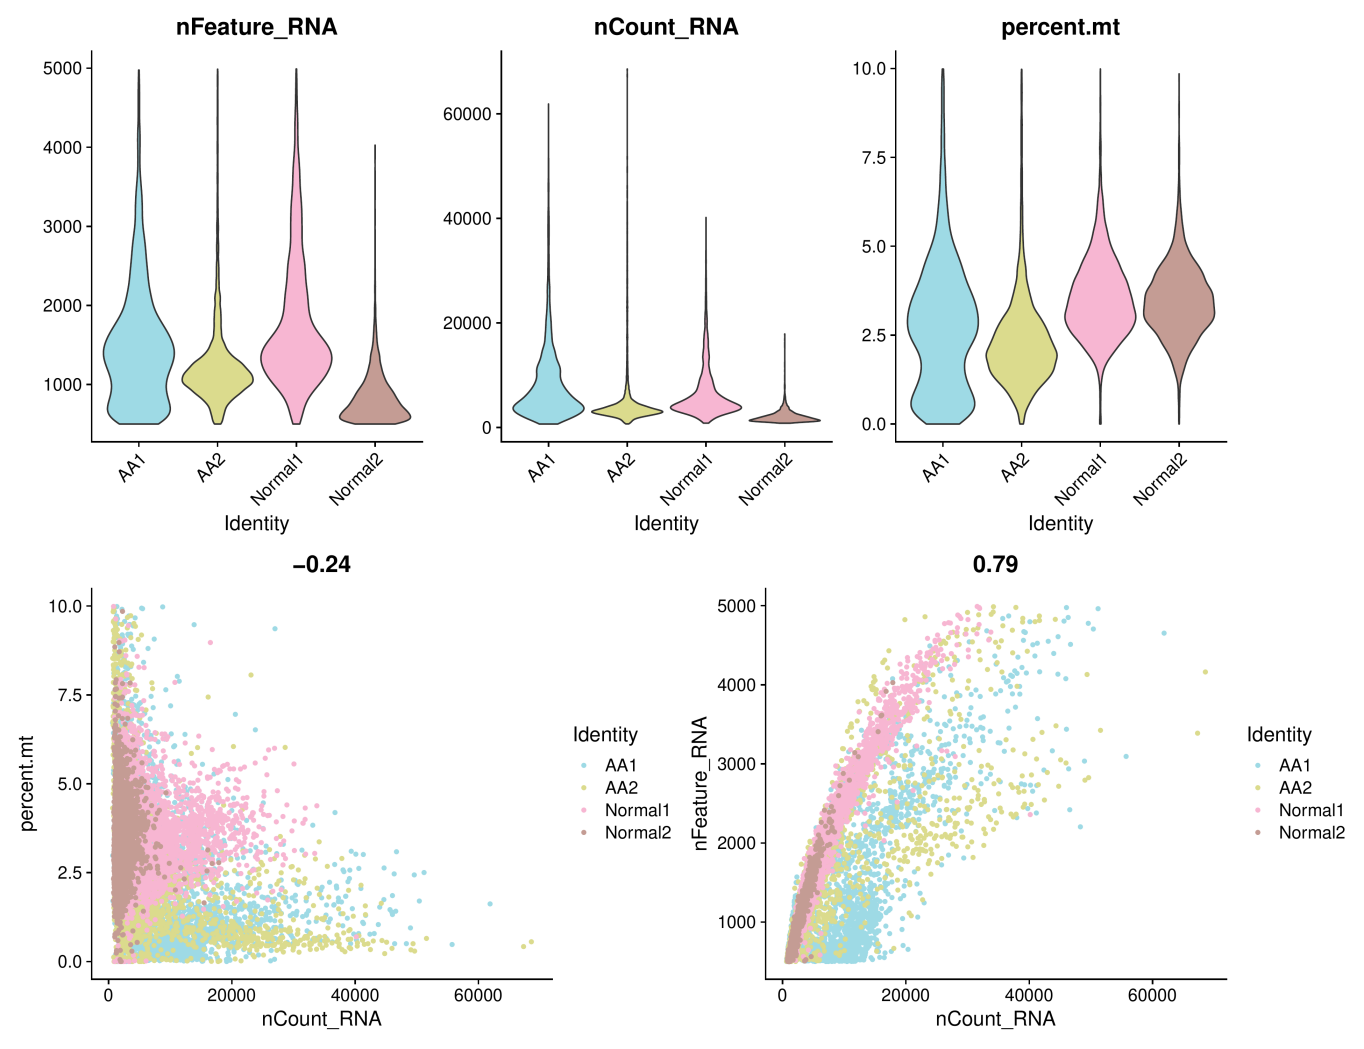 nFeature_RNA
5000
4000
3000
2000
1000
AA1
AA2
Normal1
Normal2
Identity
nCount_RNA
60000
40000
20000
0
AA1
AA2
Normal1
Normal2
Identity
percent.mt
10.0
7.5
5.0
2.5
0.0
AA1
AA2
Normal1
Normal2
Identity
−0.24
percent.mt
10.0
7.5
5.0
2.5
0.0
0
20000
40000
60000
nCount_RNA
Identity
AA1
AA2
Normal1
Normal2
0.79
nFeature_RNA
5000
4000
3000
2000
1000
0
20000
40000
60000
nCount_RNA
Identity
AA1
AA2
Normal1
Normal2